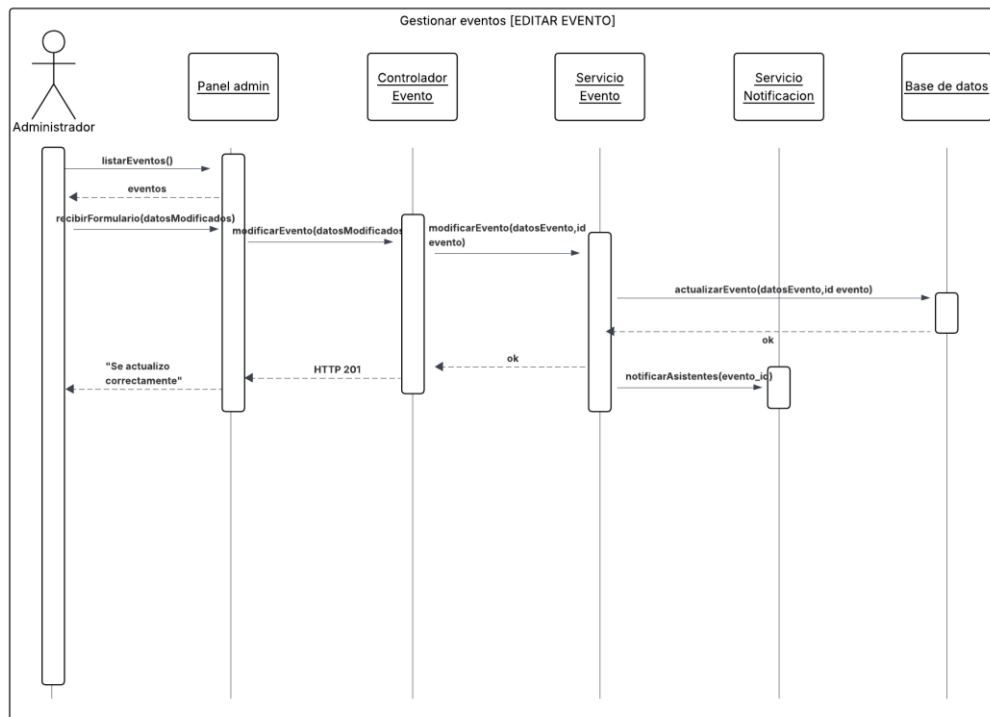 Gestionar eventos [EDITAR EVENTO]
Administrador
Panel admin
Controlador
Evento
Servicio
Evento
Servicio
Notificacion
Base de datos
listarEventos()
eventos
recibirFormulario(datosModificados)
modificarEvento(datosModificados
modificarEvento(datosEvento,id
evento)
actualizarEvento(datosEvento,id evento)
ok
ok
HTTP 201
"Se actualizo
correctamente"
notificarAsistentes(evento_id)